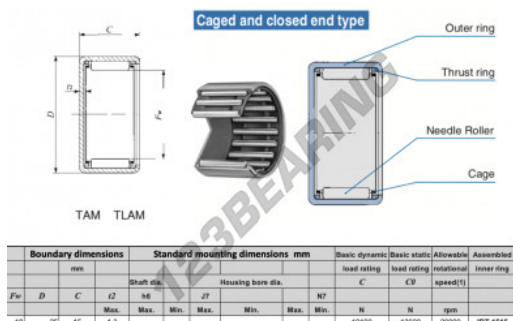 Caged and closed end type
C
Outer ring
Thrust ring
t2
D
Fw
Needle Roller
Cage
TAM TLAM
123BEARING
Boundary dimensions Standard mounting dimensions mm Basic dynamic Basic static Allowable Assembled
mm load rating load rating rotational inner ring
Shaft dia. Housing bore dia. C C0 speed(1)
Fw D C t2 h6 J7 N7
Max. Max. Min. Max. Min. Max. Min. N N rpm